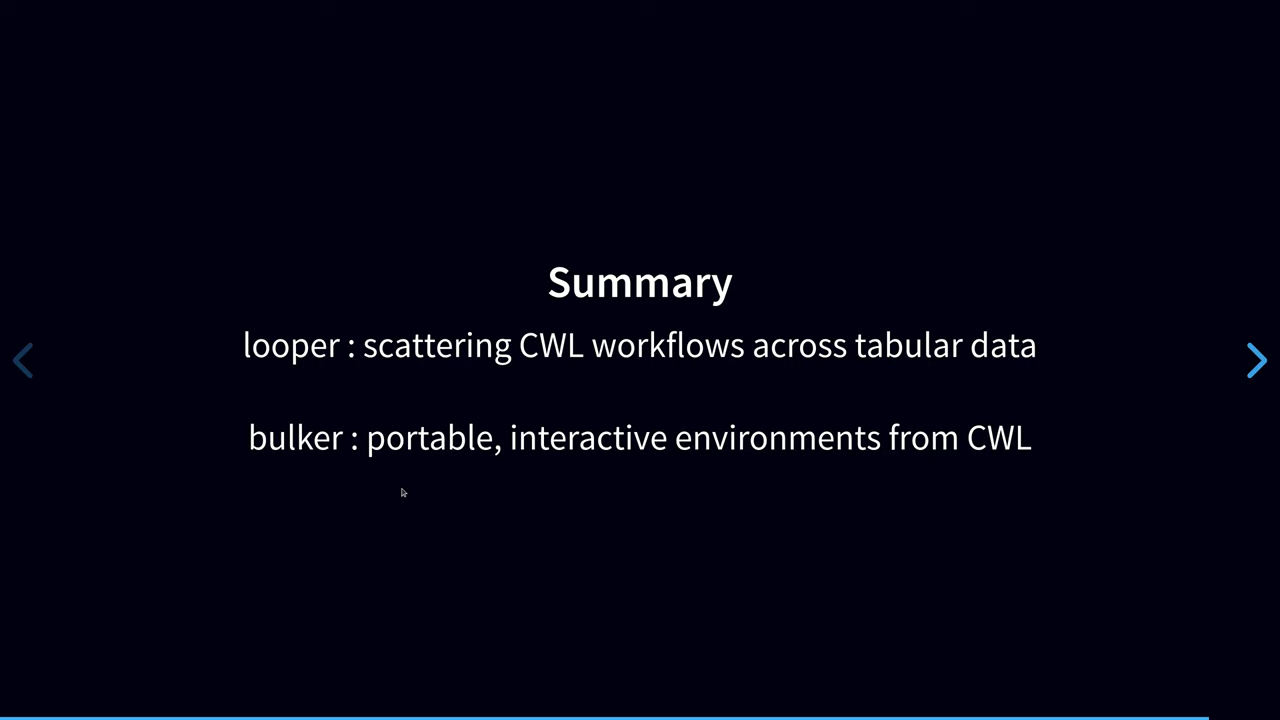 Summary
looper : scattering CWL workflows across tabular data
bulker : portable, interactive environments from CWL